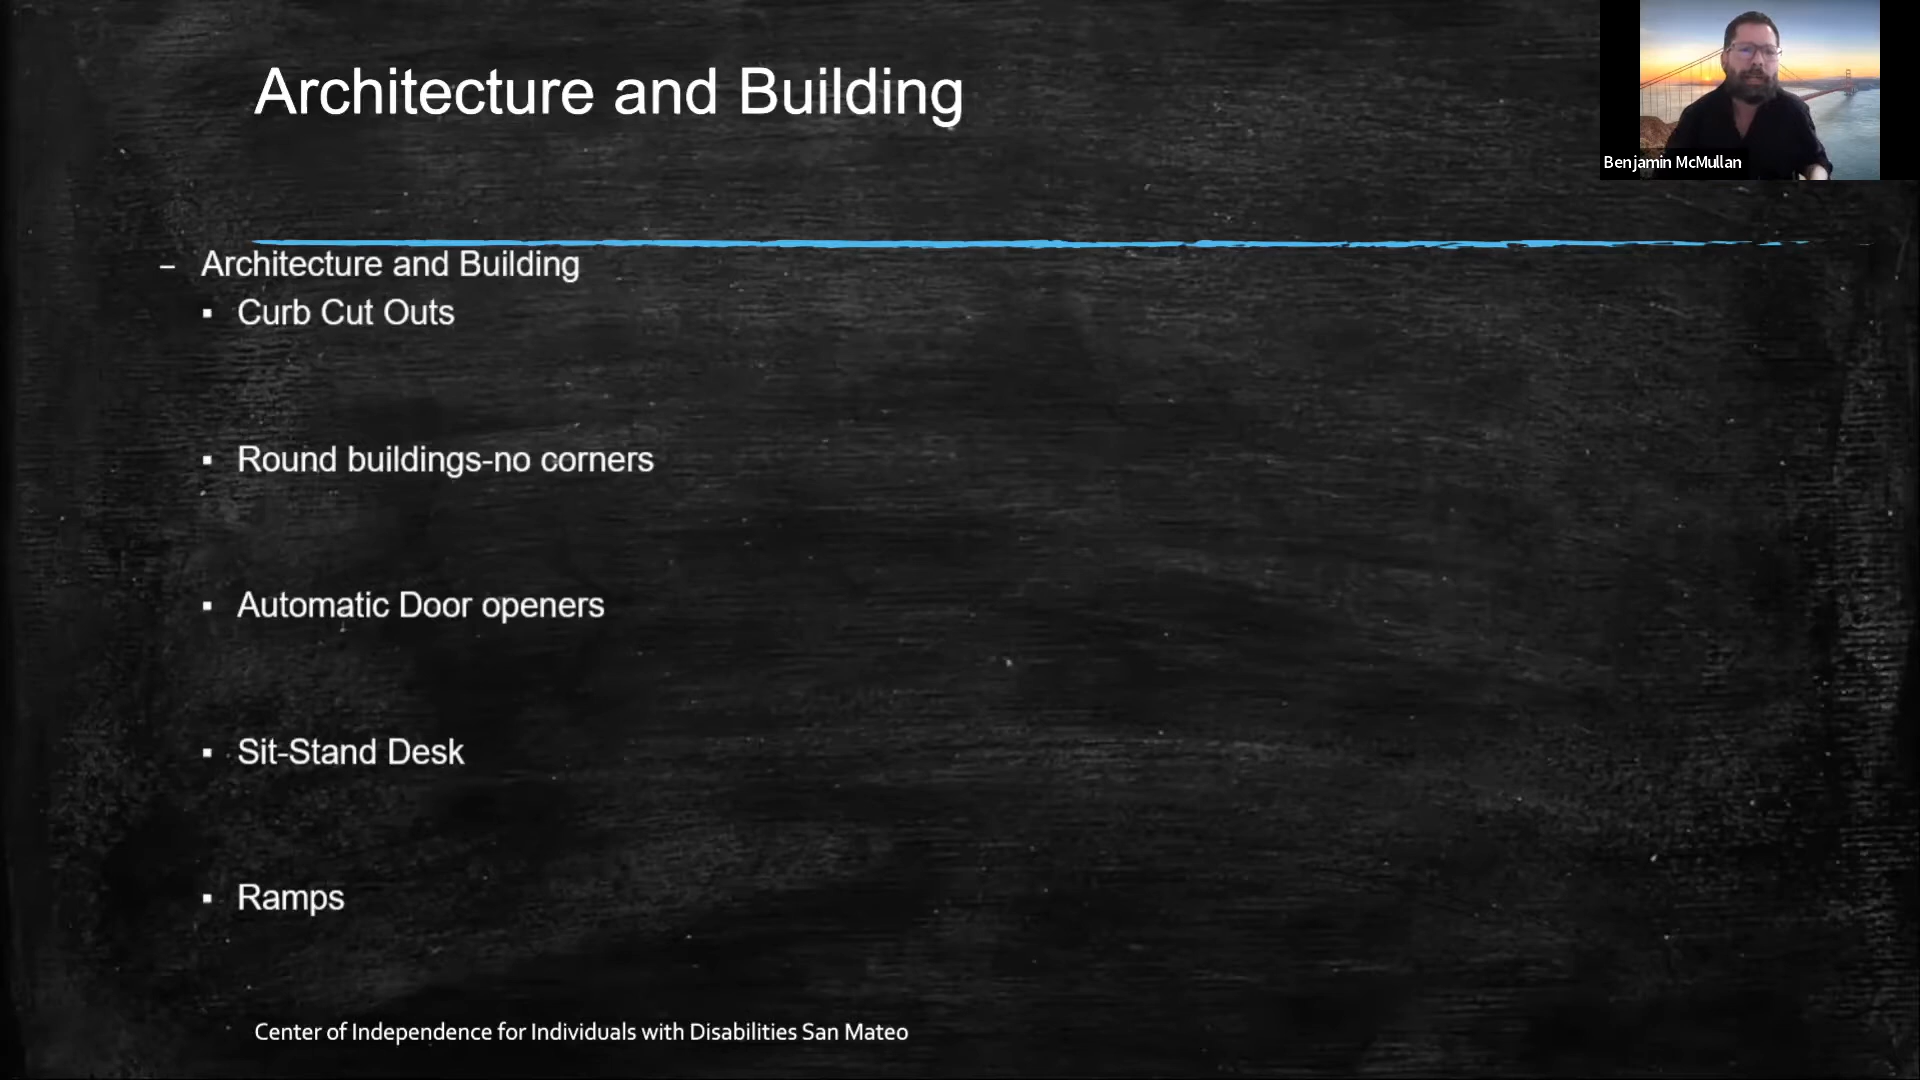 Architecture and Building
Benjamin McMullan
– Architecture and Building
▪ Curb Cut Outs
▪ Round buildings-no corners
▪ Automatic Door openers
▪ Sit-Stand Desk
▪ Ramps
Center of Independence for Individuals with Disabilities San Mateo